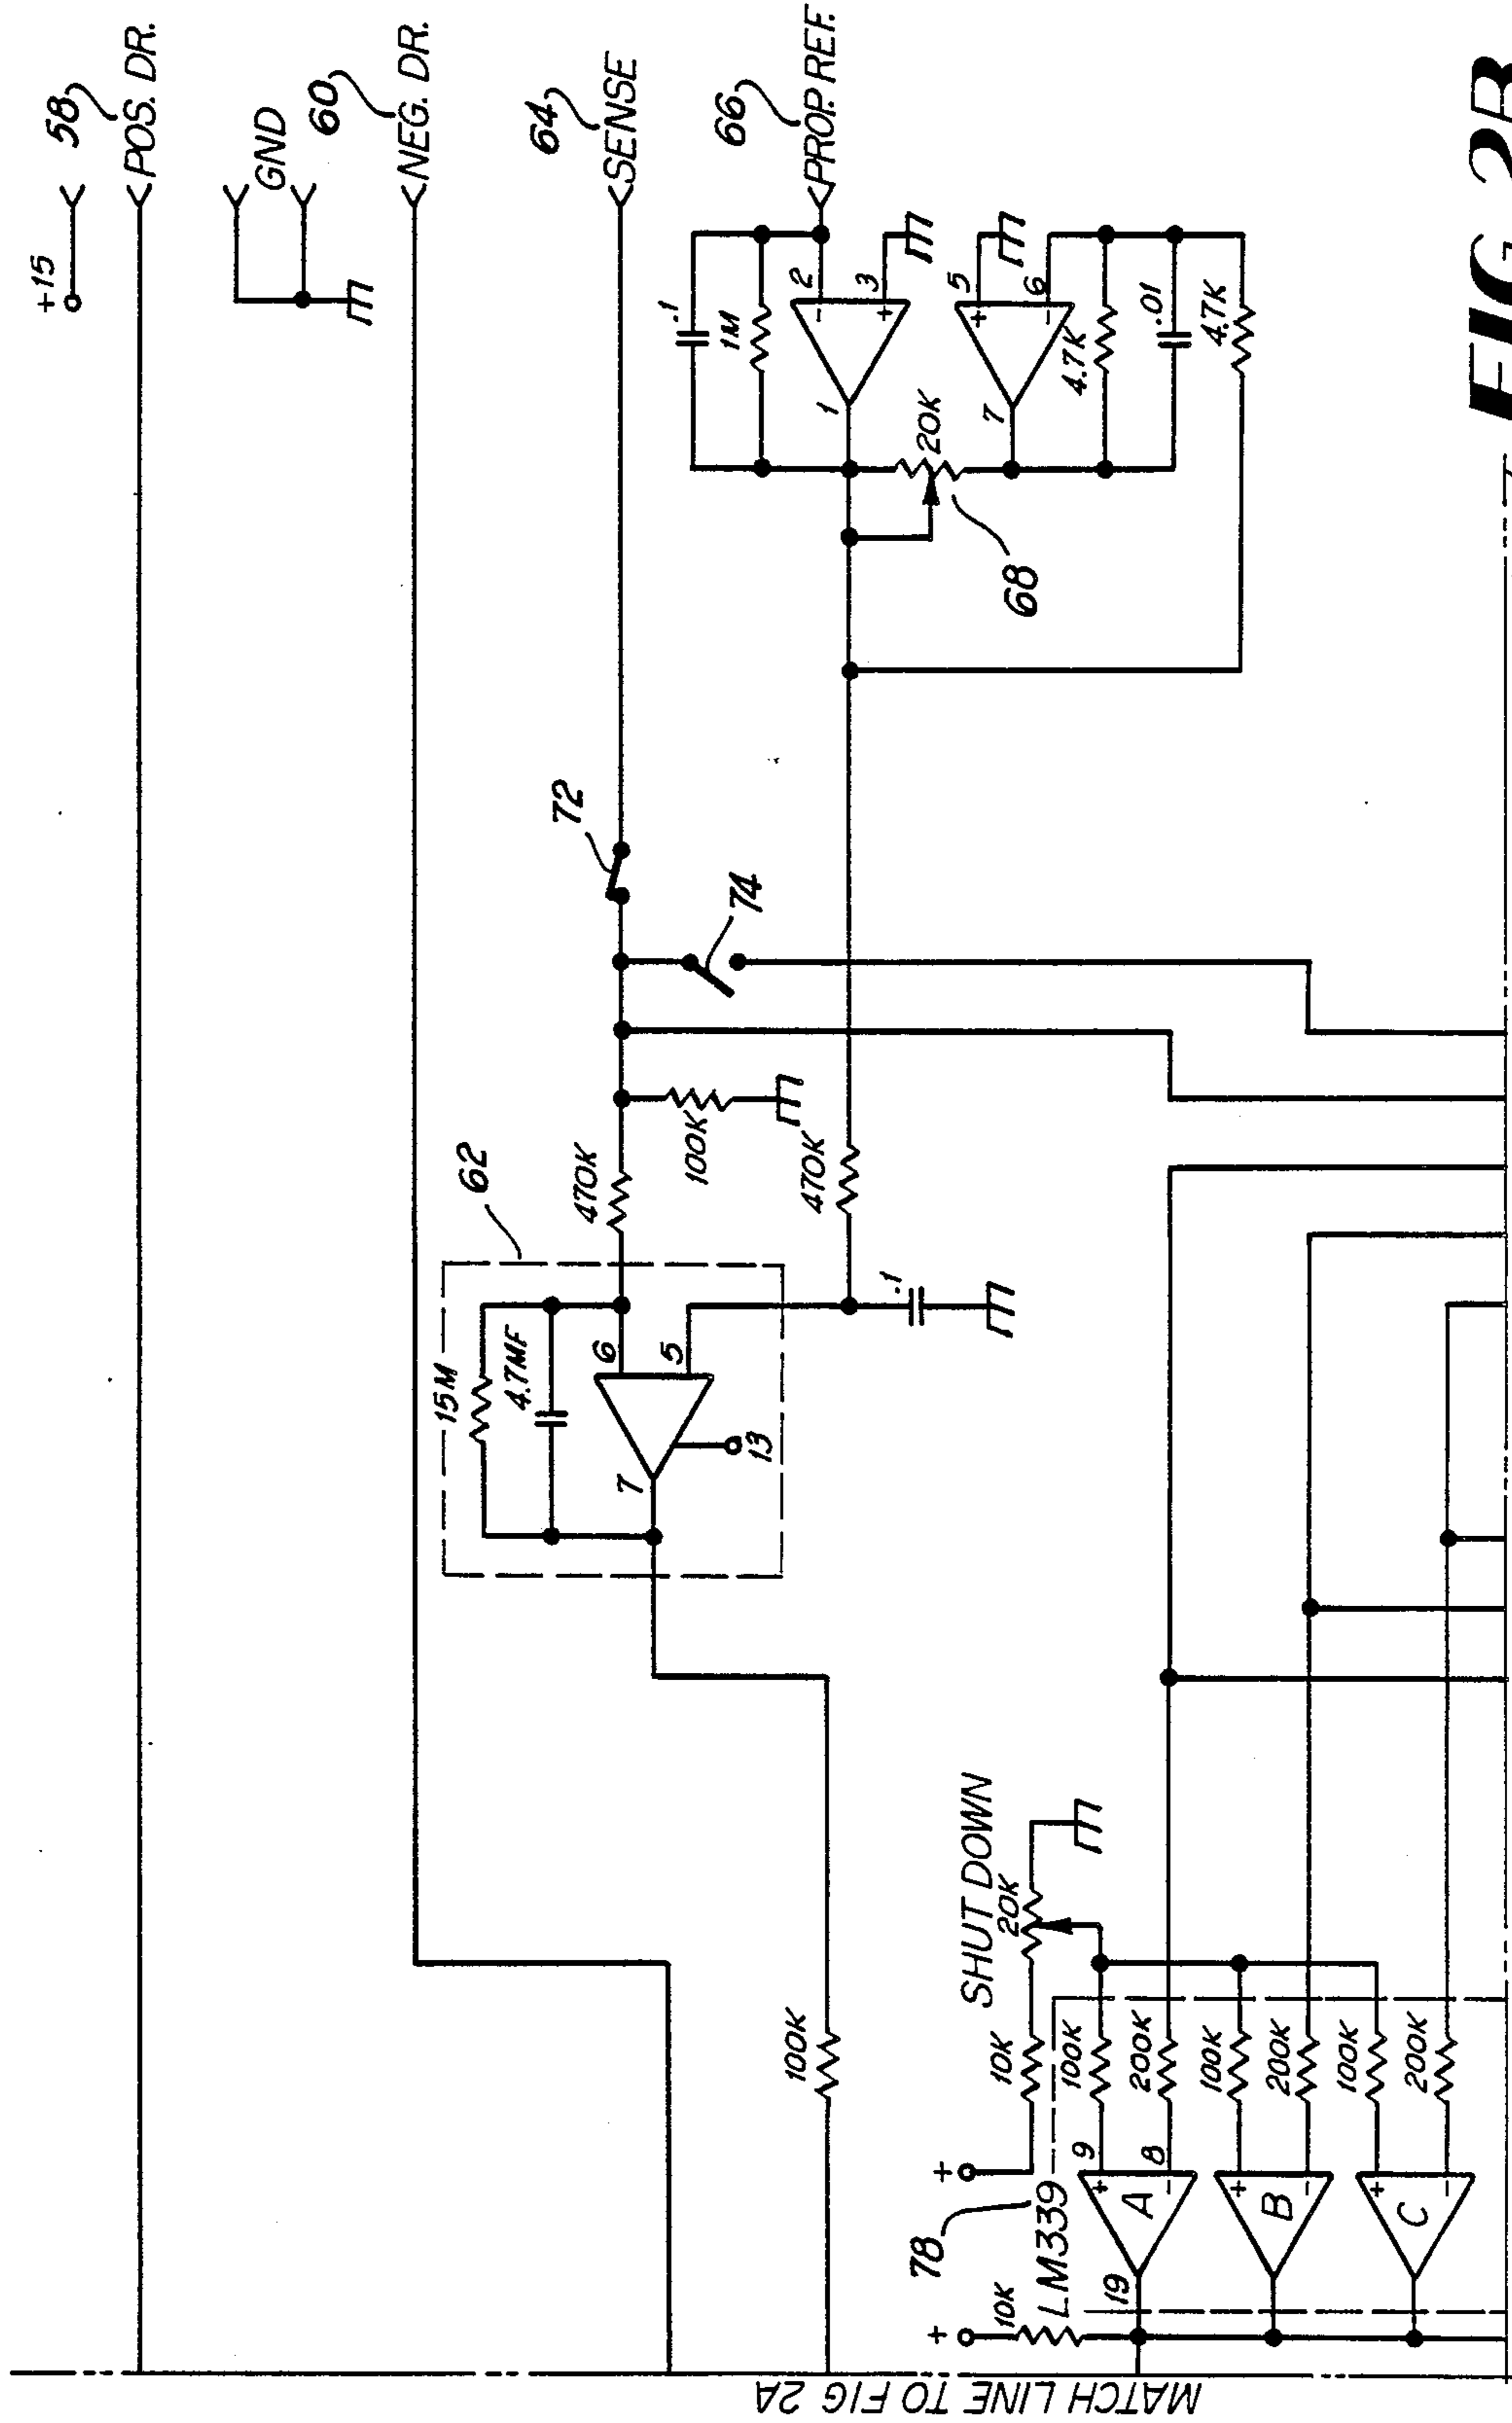 +15
58
POS. DR.
GND
60
NEG. DR.
64
SENSE
66
PROP. REF.
.1
1M
2
-
3
+
1
20K
68
5
+
6
-
7
4.7K
.01
4.7K
72
74
62
470K
100K
470K
15M
4.7MF
6
5
7
13
.1
100K
SHUT DOWN
20K
10K
78
+
+
10K
LM339
19
A
+
-
9
8
100K
200K
B
+
-
100K
200K
C
+
-
100K
200K
MATCH LINE TO FIG 2A
FIG 2B